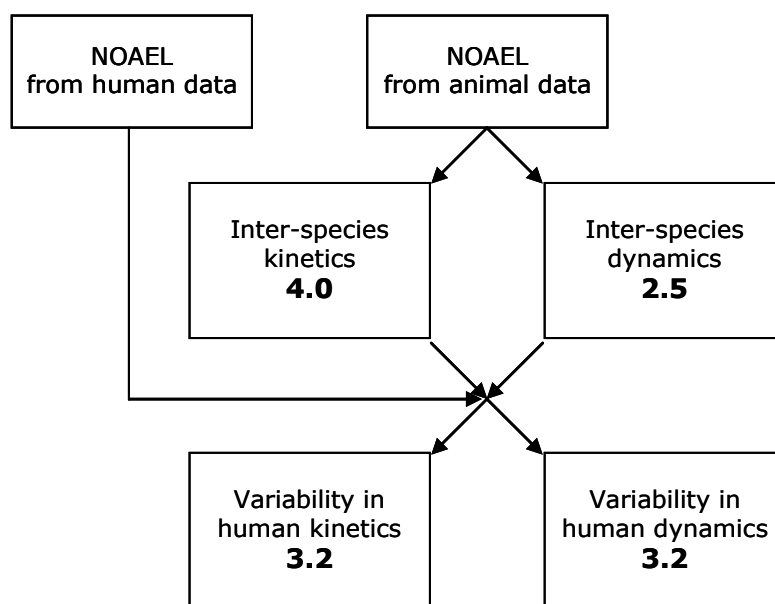 NOAEL
from human data
NOAEL
from animal data
Inter-species
kinetics
4.0
Inter-species
dynamics
2.5
Variability in
human kinetics
3.2
Variability in
human dynamics
3.2